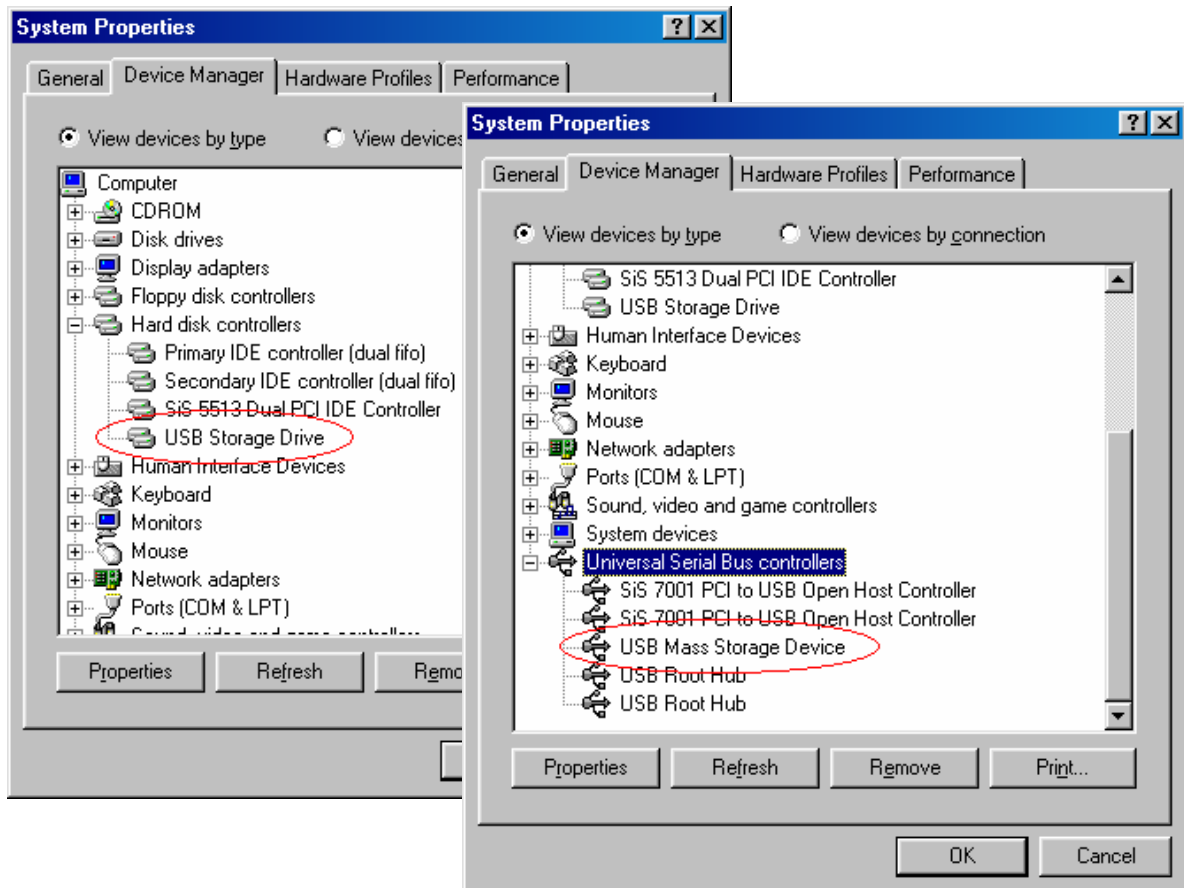 System Properties
General Device Manager Hardware Profiles Performance
View devices by type View devices
Computer
CDROM
Disk drives
Display adapters
Floppy disk controllers
Hard disk controllers
Primary IDE controller (dual fifo)
Secondary IDE controller (dual fifo)
SiS 5513 Dual PCI IDE Controller
USB Storage Drive
Human Interface Devices
Keyboard
Monitors
Mouse
Network adapters
Ports (COM & LPT)
Sound, video and game controllers
Properties Refresh Remo
System Properties
General Device Manager Hardware Profiles Performance
View devices by type View devices by connection
SiS 5513 Dual PCI IDE Controller
USB Storage Drive
Human Interface Devices
Keyboard
Monitors
Mouse
Network adapters
Ports (COM & LPT)
Sound, video and game controllers
System devices
Universal Serial Bus controllers
SiS 7001 PCI to USB Open Host Controller
SiS 7001 PCI to USB Open Host Controller
USB Mass Storage Device
USB Root Hub
USB Root Hub
Properties Refresh Remove Print...
OK Cancel